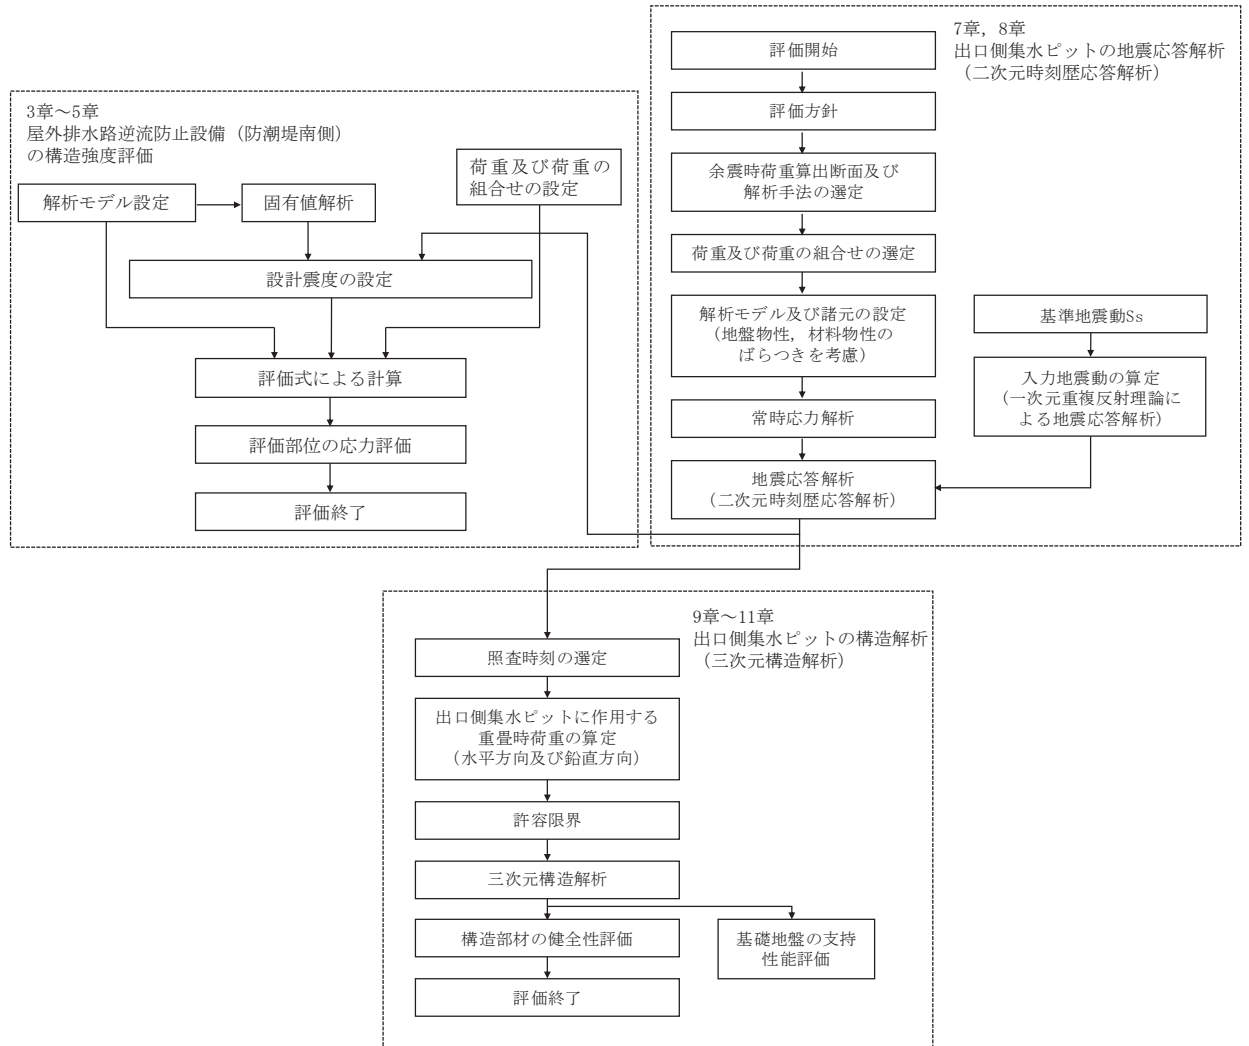 3章～5章
屋外排水路逆流防止設備（防潮堤南側）
の構造強度評価
荷重及び荷重の
組合せの設定
解析モデル設定
固有値解析
設計震度の設定
評価式による計算
評価部位の応力評価
評価終了
7章，8章
出口側集水ピットの地震応答解析
（二次元時刻歴応答解析）
評価開始
評価方針
余震時荷重算出断面及び
解析手法の選定
荷重及び荷重の組合せの選定
解析モデル及び諸元の設定
（地盤物性，材料物性の
ばらつきを考慮）
常時応力解析
地震応答解析
（二次元時刻歴応答解析）
基準地震動Ss
入力地震動の算定
（一次元重複反射理論に
よる地震応答解析）
9章～11章
出口側集水ピットの構造解析
（三次元構造解析）
照査時刻の選定
出口側集水ピットに作用する
重畳時荷重の算定
（水平方向及び鉛直方向）
許容限界
三次元構造解析
構造部材の健全性評価
評価終了
基礎地盤の支持
性能評価